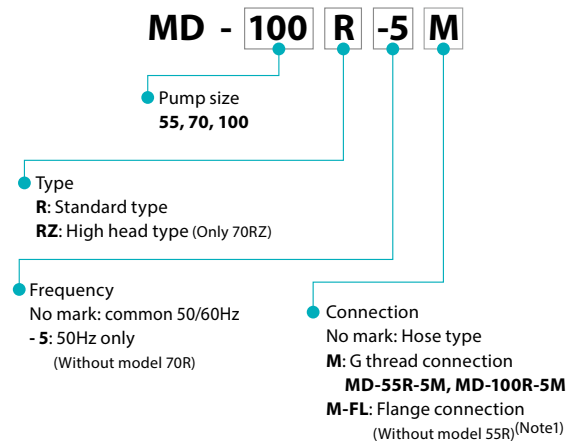 MD - 100 R -5 M
Pump size
55, 70, 100
Type
R: Standard type
RZ: High head type (Only 70RZ)
Frequency
No mark: common 50/60Hz
- 5: 50Hz only
(Without model 70R)
Connection
No mark: Hose type
M: G thread connection
MD-55R-5M, MD-100R-5M
M-FL: Flange connection
(Without model 55R)(Note1)